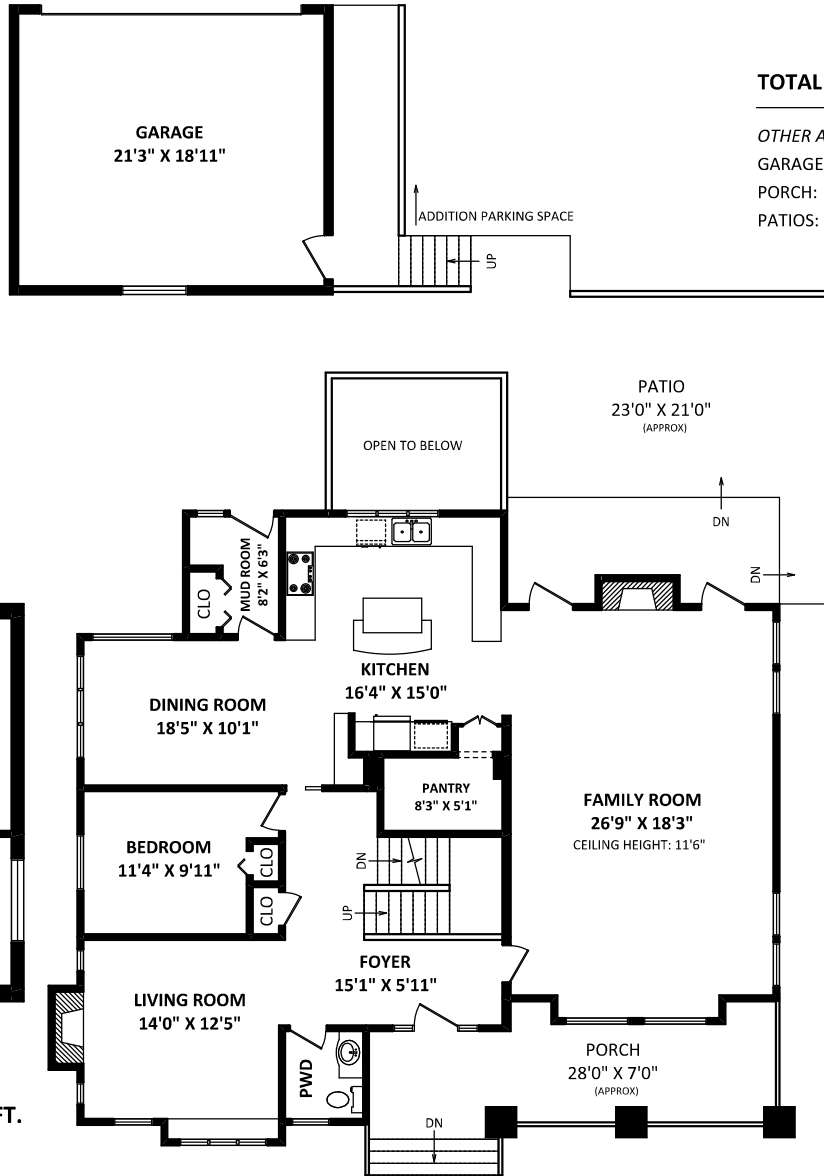 GARAGE
21'3" X 18'11"
TOTAL
OTHER A
GARAGE
PORCH:
PATIOS:
ADDITION PARKING SPACE
UP
PATIO
23'0" X 21'0"
(APPROX)
OPEN TO BELOW
DN
DN
MUD ROOM
8'2" X 6'3"
CLO
KITCHEN
16'4" X 15'0"
DINING ROOM
18'5" X 10'1"
PANTRY
8'3" X 5'1"
FAMILY ROOM
26'9" X 18'3"
CEILING HEIGHT: 11'6"
BEDROOM
11'4" X 9'11"
CLO
CLO
DN
UP
FOYER
15'1" X 5'11"
LIVING ROOM
14'0" X 12'5"
PWD
PORCH
28'0" X 7'0"
(APPROX)
DN
FT.